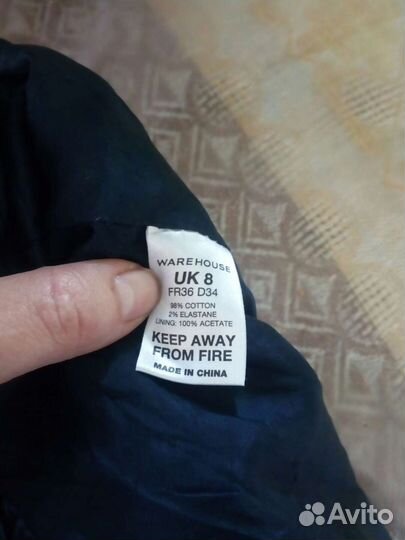 WAREHOUSE
UK 8
FR36 D34
98% COTTON
2% ELASTANE
LINING: 100% ACETATE
KEEP AWAY
FROM FIRE
MADE IN CHINA
Avito